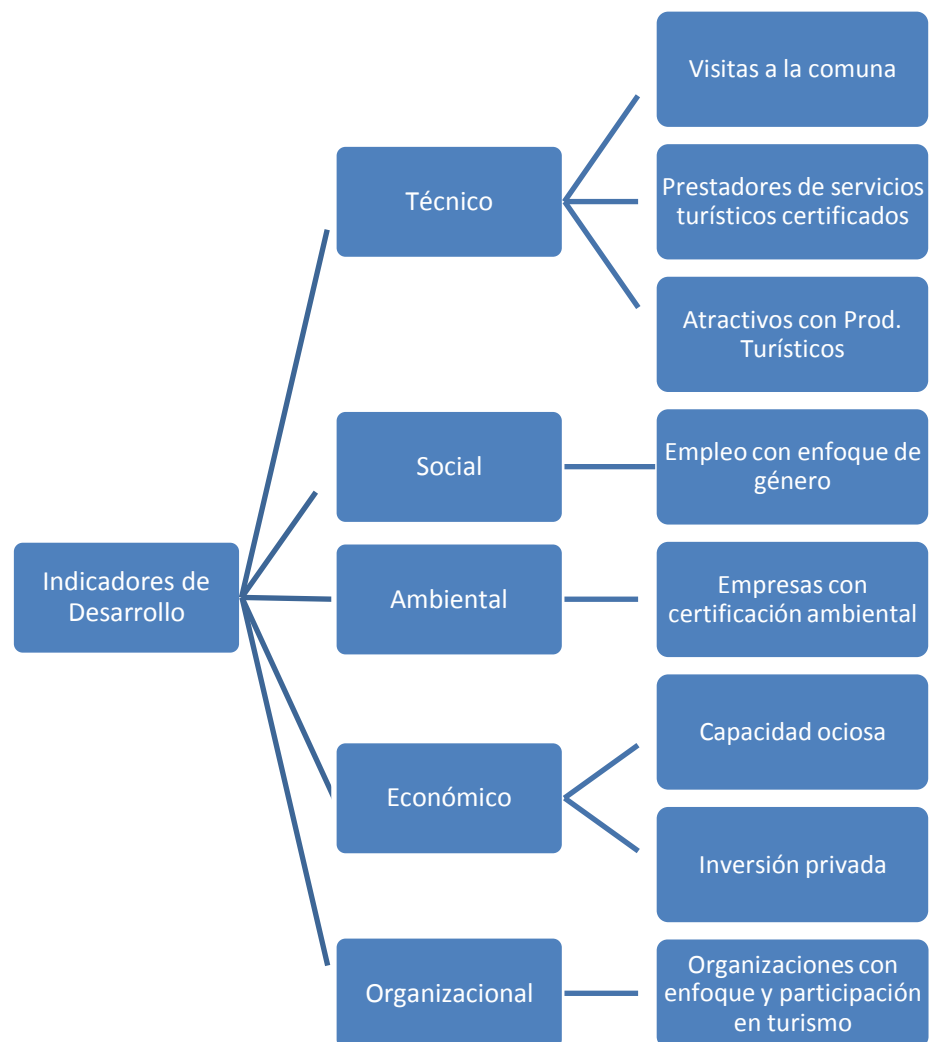 Visitas a la comuna
Técnico
Prestadores de servicios
turísticos certificados
Atractivos con Prod.
Turísticos
Social
Empleo con enfoque de
género
Indicadores de
Desarrollo
Ambiental
Empresas con
certificación ambiental
Económico
Capacidad ociosa
Inversión privada
Organizacional
Organizaciones con
enfoque y participación
en turismo